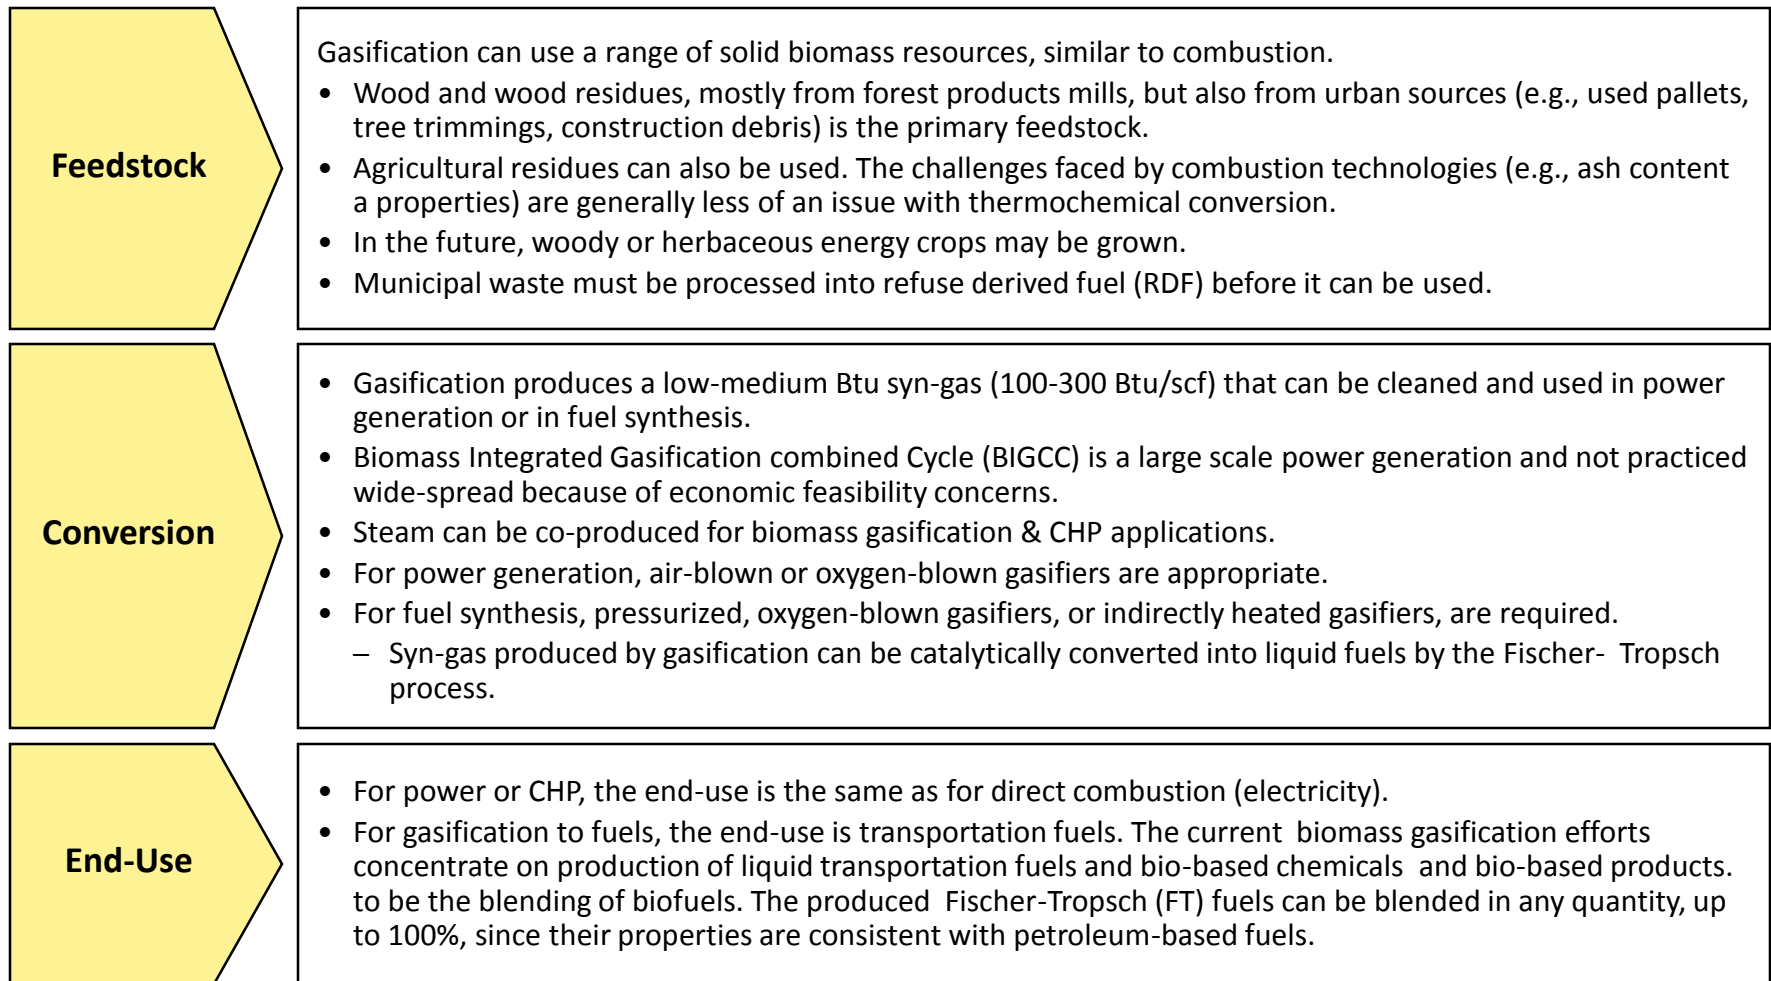 Feedstock
Gasification can use a range of solid biomass resources, similar to combustion.
• Wood and wood residues, mostly from forest products mills, but also from urban sources (e.g., used pallets,
tree trimmings, construction debris) is the primary feedstock.
• Agricultural residues can also be used. The challenges faced by combustion technologies (e.g., ash content
a properties) are generally less of an issue with thermochemical conversion.
• In the future, woody or herbaceous energy crops may be grown.
• Municipal waste must be processed into refuse derived fuel (RDF) before it can be used.
Conversion
• Gasification produces a low-medium Btu syn-gas (100-300 Btu/scf) that can be cleaned and used in power
generation or in fuel synthesis.
• Biomass Integrated Gasification combined Cycle (BIGCC) is a large scale power generation and not practiced
wide-spread because of economic feasibility concerns.
• Steam can be co-produced for biomass gasification & CHP applications.
• For power generation, air-blown or oxygen-blown gasifiers are appropriate.
• For fuel synthesis, pressurized, oxygen-blown gasifiers, or indirectly heated gasifiers, are required.
– Syn-gas produced by gasification can be catalytically converted into liquid fuels by the Fischer- Tropsch
process.
End-Use
• For power or CHP, the end-use is the same as for direct combustion (electricity).
• For gasification to fuels, the end-use is transportation fuels. The current biomass gasification efforts
concentrate on production of liquid transportation fuels and bio-based chemicals and bio-based products.
to be the blending of biofuels. The produced Fischer-Tropsch (FT) fuels can be blended in any quantity, up
to 100%, since their properties are consistent with petroleum-based fuels.